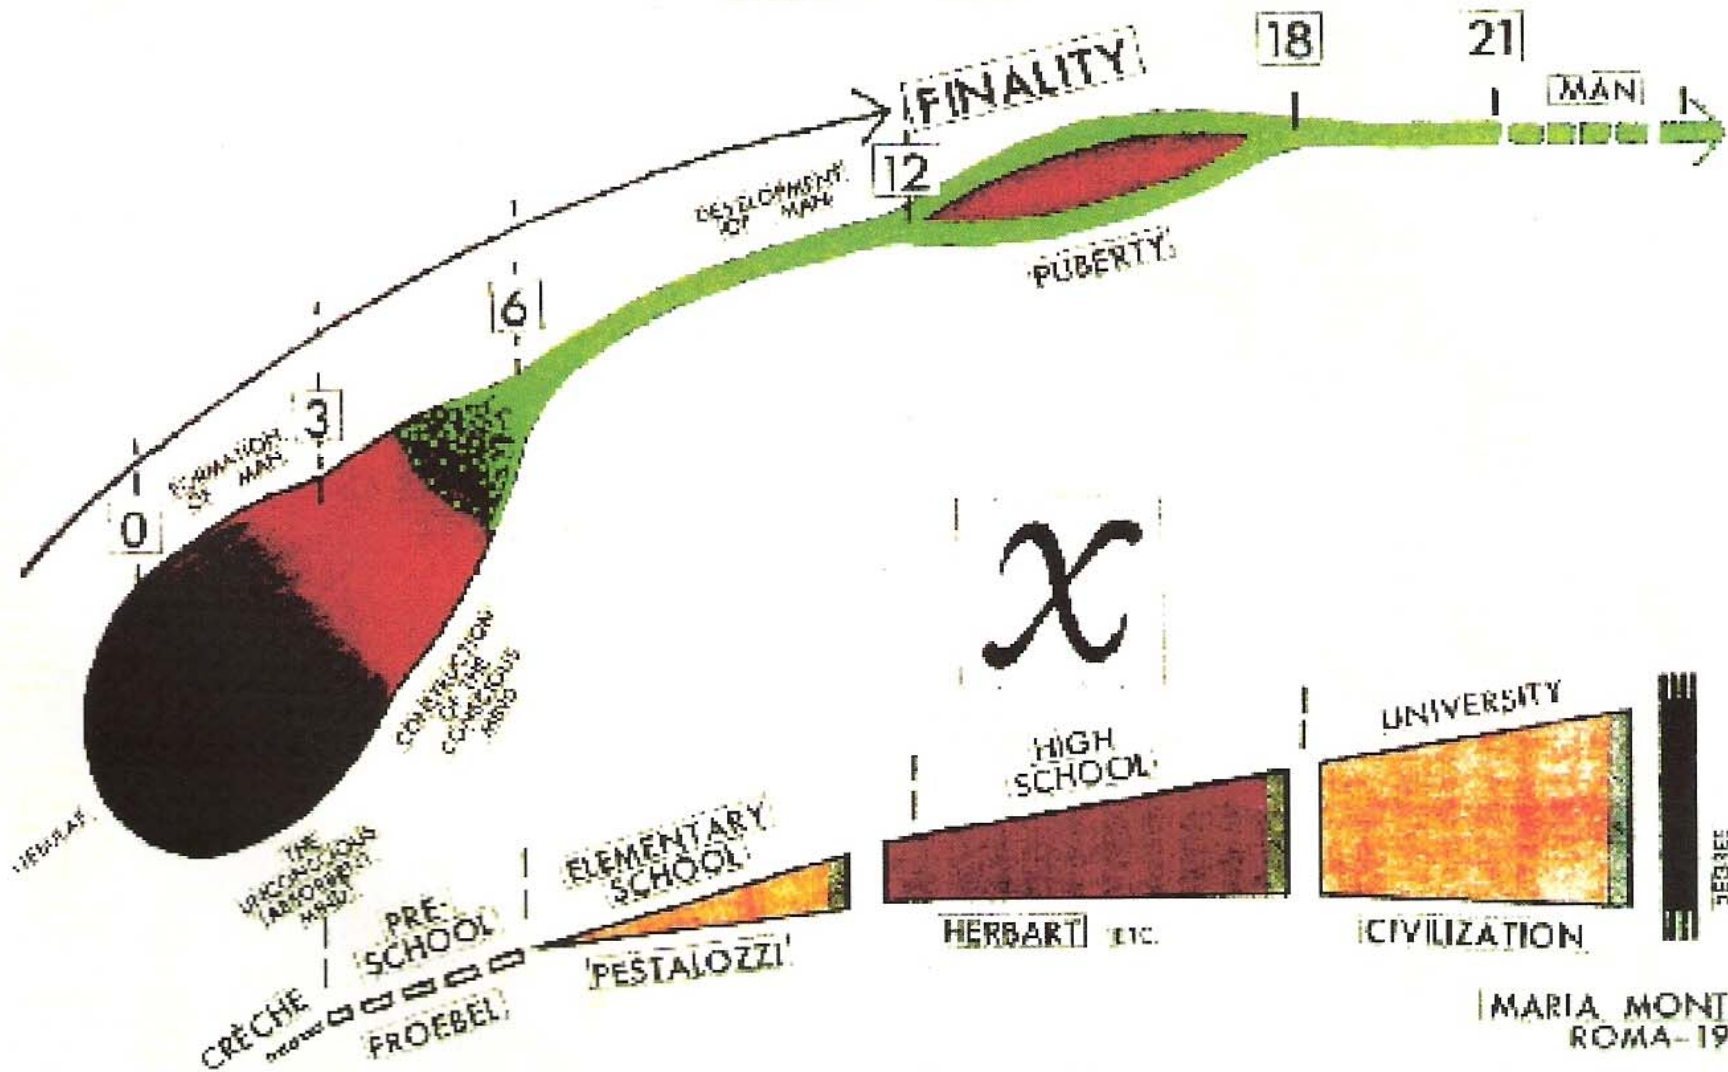 18
21
FINALITY
MAN
12
DEVELOPMENT
OF MAN
PUBERTY
6
3
FORMATION
OF MAN
0
x
CONSTRUCTION
OF THE
CONSCIOUS
MIND
NEBULAE
THE
UNCONSCIOUS
(ABSORBENT)
MIND
UNIVERSITY
HIGH
SCHOOL
ELEMENTARY
SCHOOL
PRE-
SCHOOL
CRÈCHE
FROEBEL
PESTALOZZI
HERBART ETC.
CIVILIZATION
DEGREE
MARIA MONT
ROMA-19